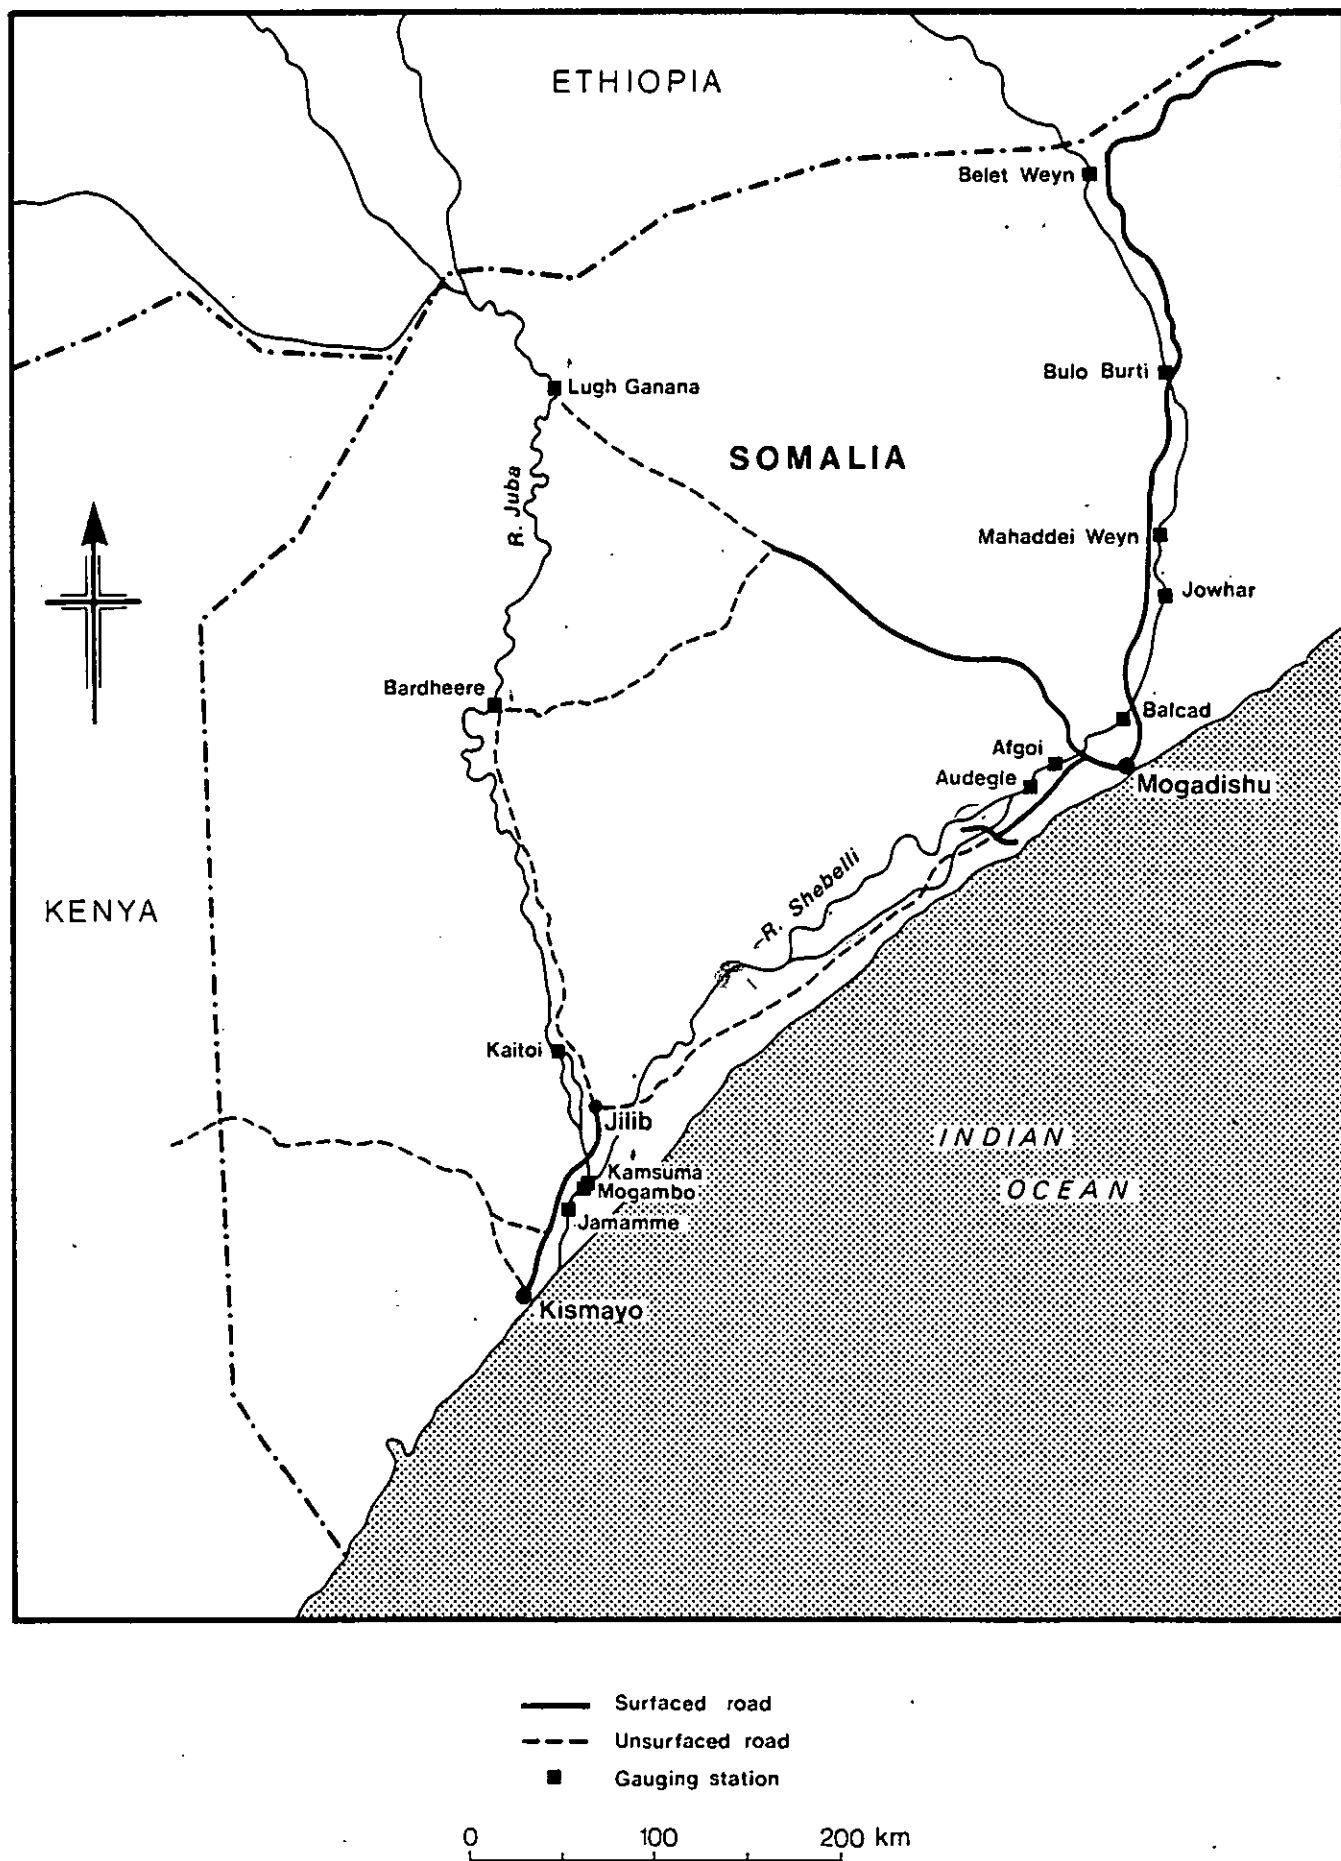 ETHIOPIA
Belet Weyn
Bulo Burti
Lugh Ganana
SOMALIA
R. Juba
Mahaddei Weyn
Jowhar
Bardheere
Balcad
Afgoi
Audegle
Mogadishu
R. Shebelli
KENYA
Kaitoi
Jilib
INDIAN
OCEAN
Kamsuma
Mogambo
Jamamme
Kismayo
Surfaced road
Unsurfaced road
Gauging station
0 100 200 km